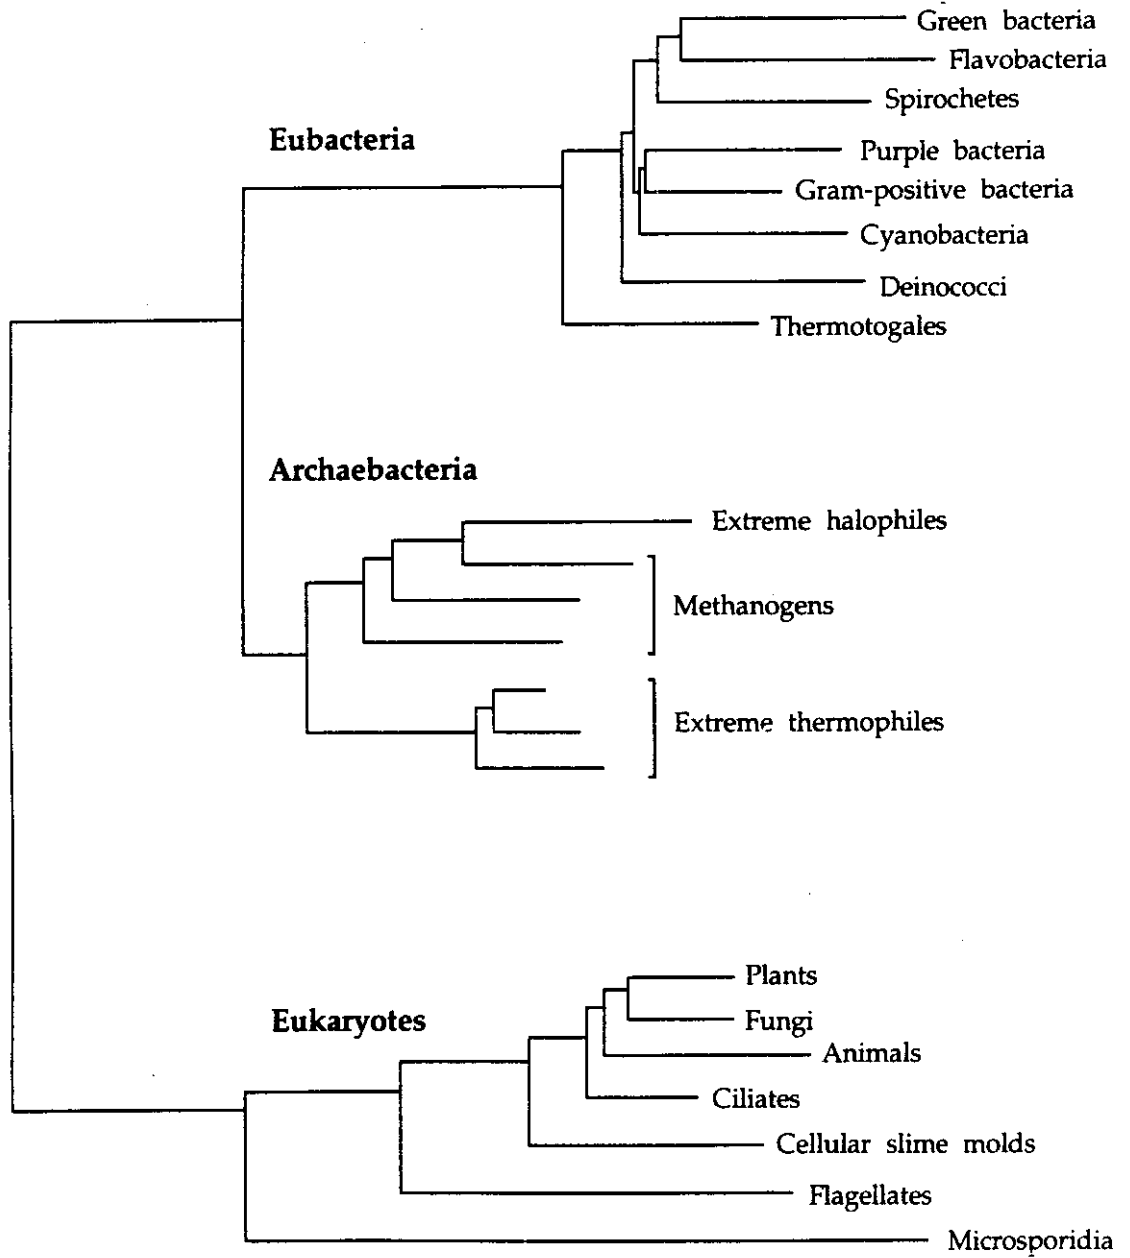 Green bacteria
Flavobacteria
Spirochetes
Eubacteria
Purple bacteria
Gram-positive bacteria
Cyanobacteria
Deinococci
Thermotogales
Archaebacteria
Extreme halophiles
Methanogens
Extreme thermophiles
Plants
Eukaryotes
Fungi
Animals
Ciliates
Cellular slime molds
Flagellates
Microsporidia